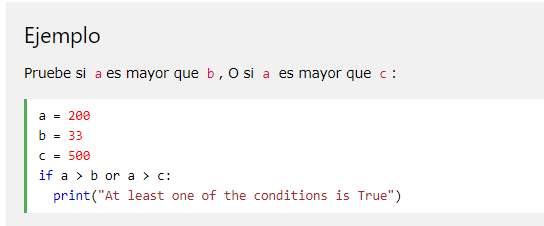 Ejemplo
Pruebe si a es mayor que b , O si a es mayor que c :
a = 200
b = 33
c = 500
if a > b or a > c:
  print("At least one of the conditions is True")